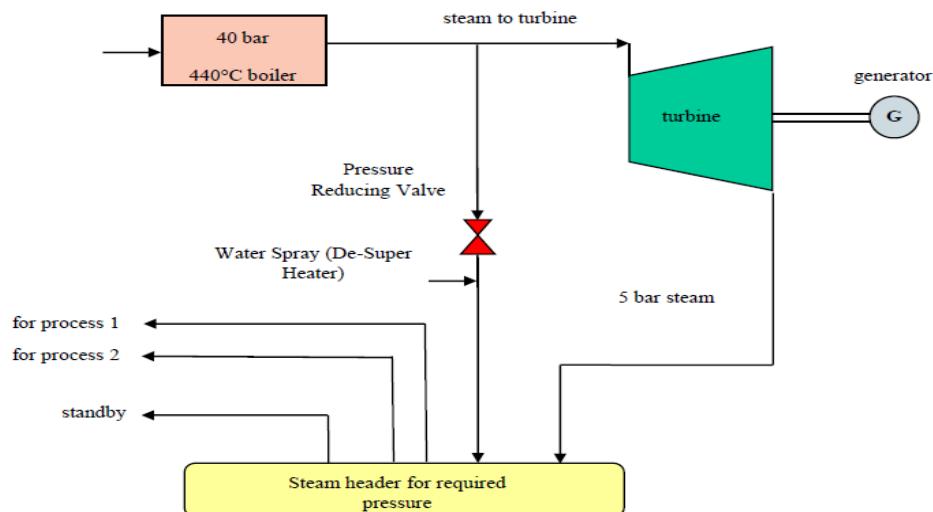 steam to turbine
40 bar
440°C boiler
generator
turbine
G
Pressure
Reducing Valve
Water Spray (De-Super
Heater)
5 bar steam
for process 1
for process 2
standby
Steam header for required
pressure